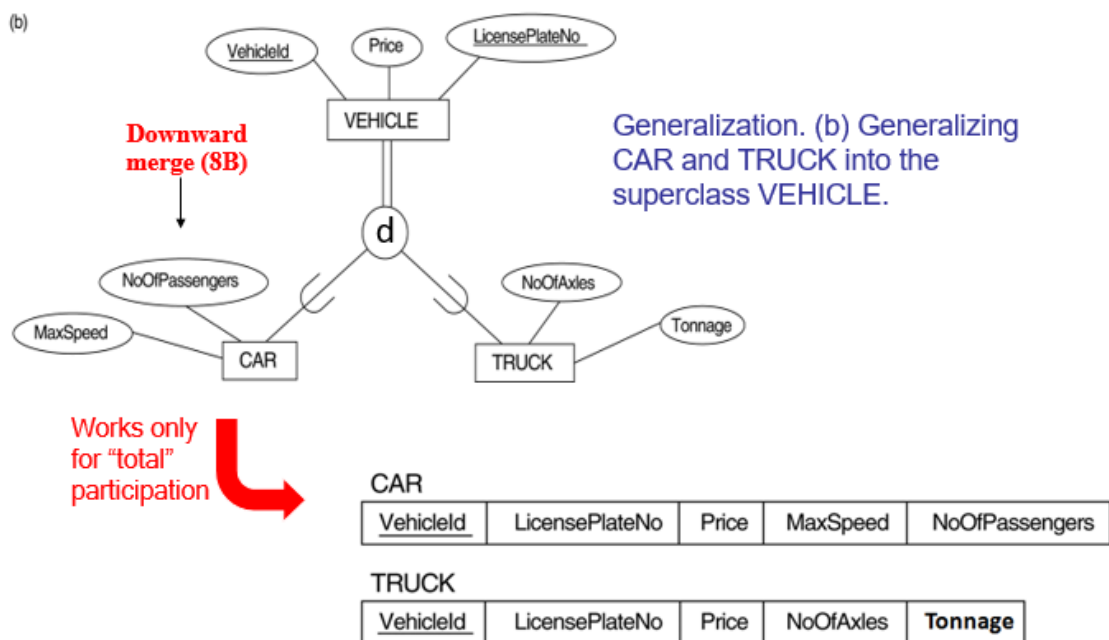 (b)
VehicleId
Price
LicensePlateNo
VEHICLE
Downward
merge (8B)
Generalization. (b) Generalizing
CAR and TRUCK into the
superclass VEHICLE.
d
NoOfPassengers
NoOfAxles
MaxSpeed
Tonnage
CAR
TRUCK
Works only
for “total”
participation
CAR
VehicleId LicensePlateNo Price MaxSpeed NoOfPassengers
TRUCK
VehicleId LicensePlateNo Price NoOfAxles Tonnage